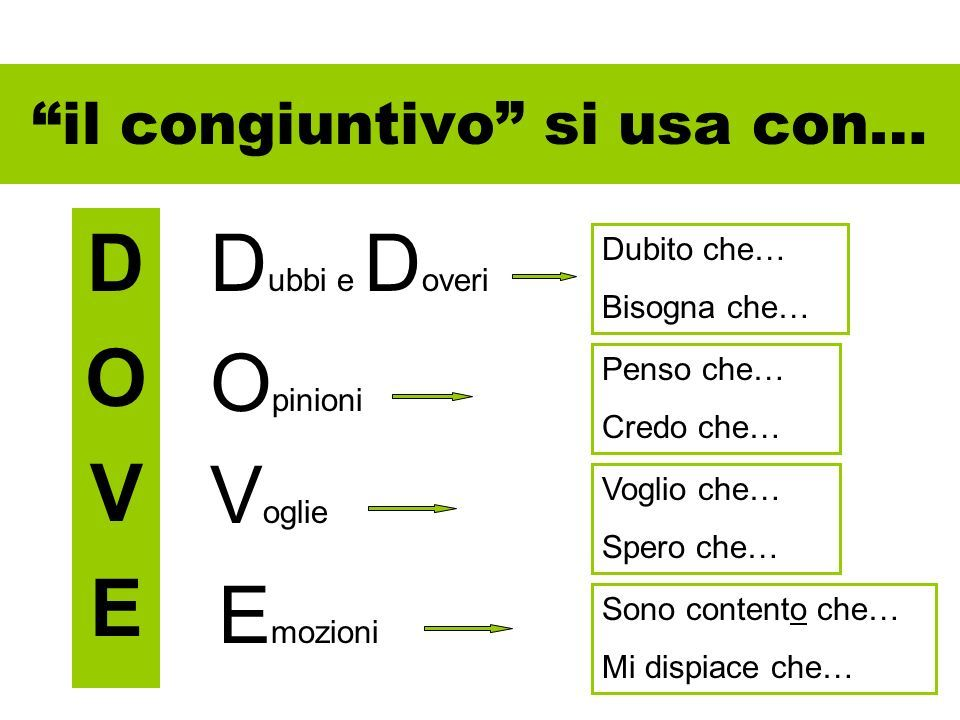 “il congiuntivo” si usa con…
D
O
V
E
Dubbi e Doveri
Dubito che…
Bisogna che…
Opinioni
Penso che…
Credo che…
Voglie
Voglio che…
Spero che…
Emozioni
Sono contento che…
Mi dispiace che…